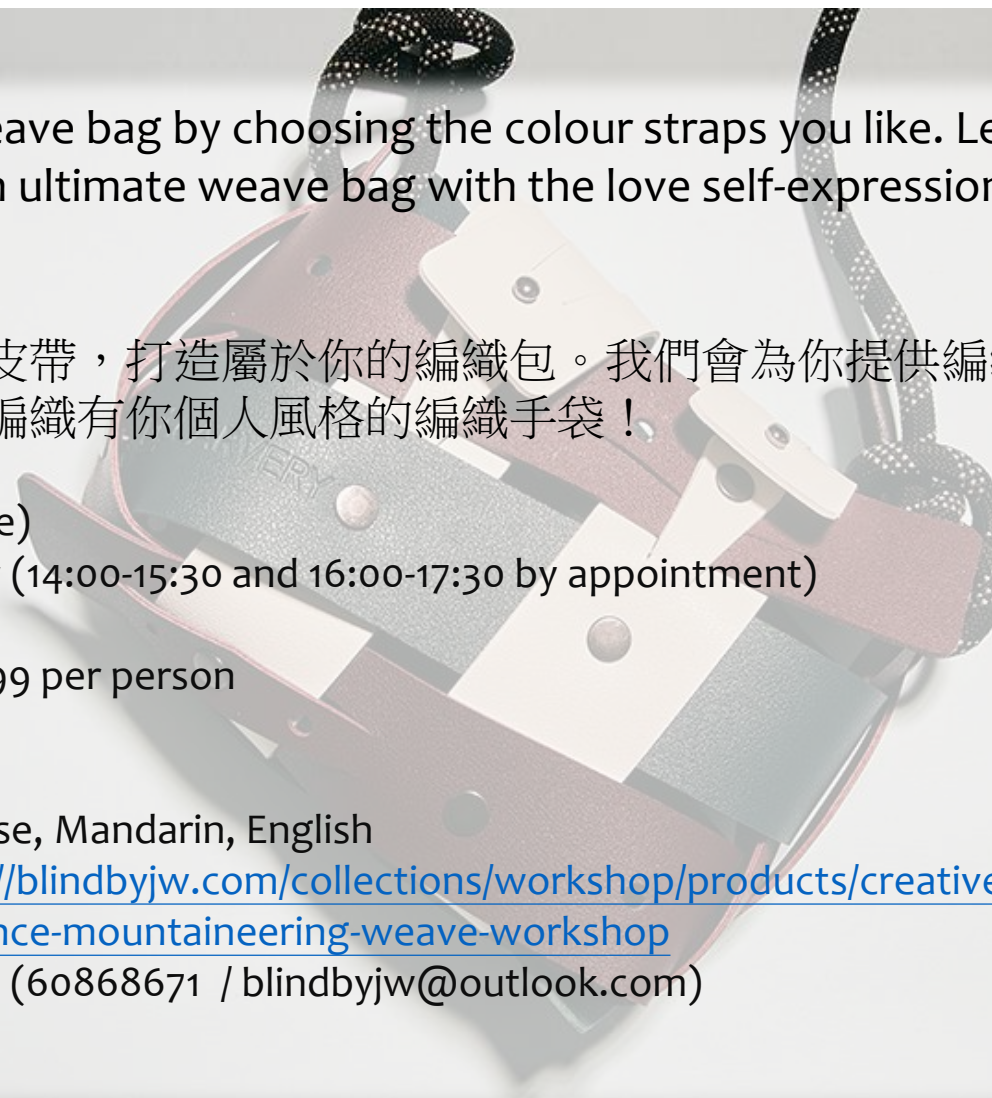 eave bag by choosing the colour straps you like. Le
n ultimate weave bag with the love self-expression
皮帶，打造屬於你的編織包。我們會為你提供編
編織有你個人風格的編織手袋！
VERY
e)
(14:00-15:30 and 16:00-17:30 by appointment)
99 per person
se, Mandarin, English
//blindbyjw.com/collections/workshop/products/creative
nce-mountaineering-weave-workshop
(60868671 / blindbyjw@outlook.com)